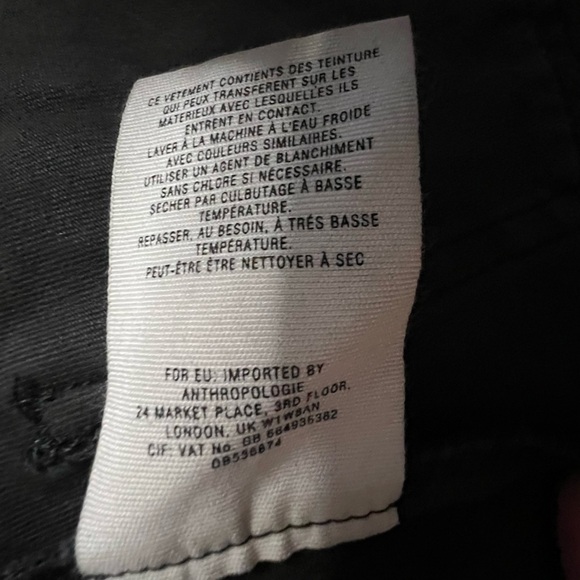 CE VÊTEMENT CONTIENTS DES TEINTURE
QUI PEUX TRANSFERENT SUR LES
MATERIEUX AVEC LESQUELLES ILS
ENTRENT EN CONTACT.
LAVER À LA MACHINE À L'EAU FROIDE
AVEC COULEURS SIMILAIRES.
UTILISER UN AGENT DE BLANCHIMENT
SANS CHLORE SI NÉCESSAIRE.
SECHER PAR CULBUTAGE À BASSE
TEMPÉRATURE.
REPASSER, AU BESOIN, À TRÉS BASSE
TEMPÉRATURE.
PEUT-ÊTRE ÊTRE NETTOYER À SEC
FOR EU: IMPORTED BY
ANTHROPOLOGIE
24 MARKET PLACE, 3RD FLOOR,
LONDON, UK W1W8AN
CIF: VAT No. GB 664936382